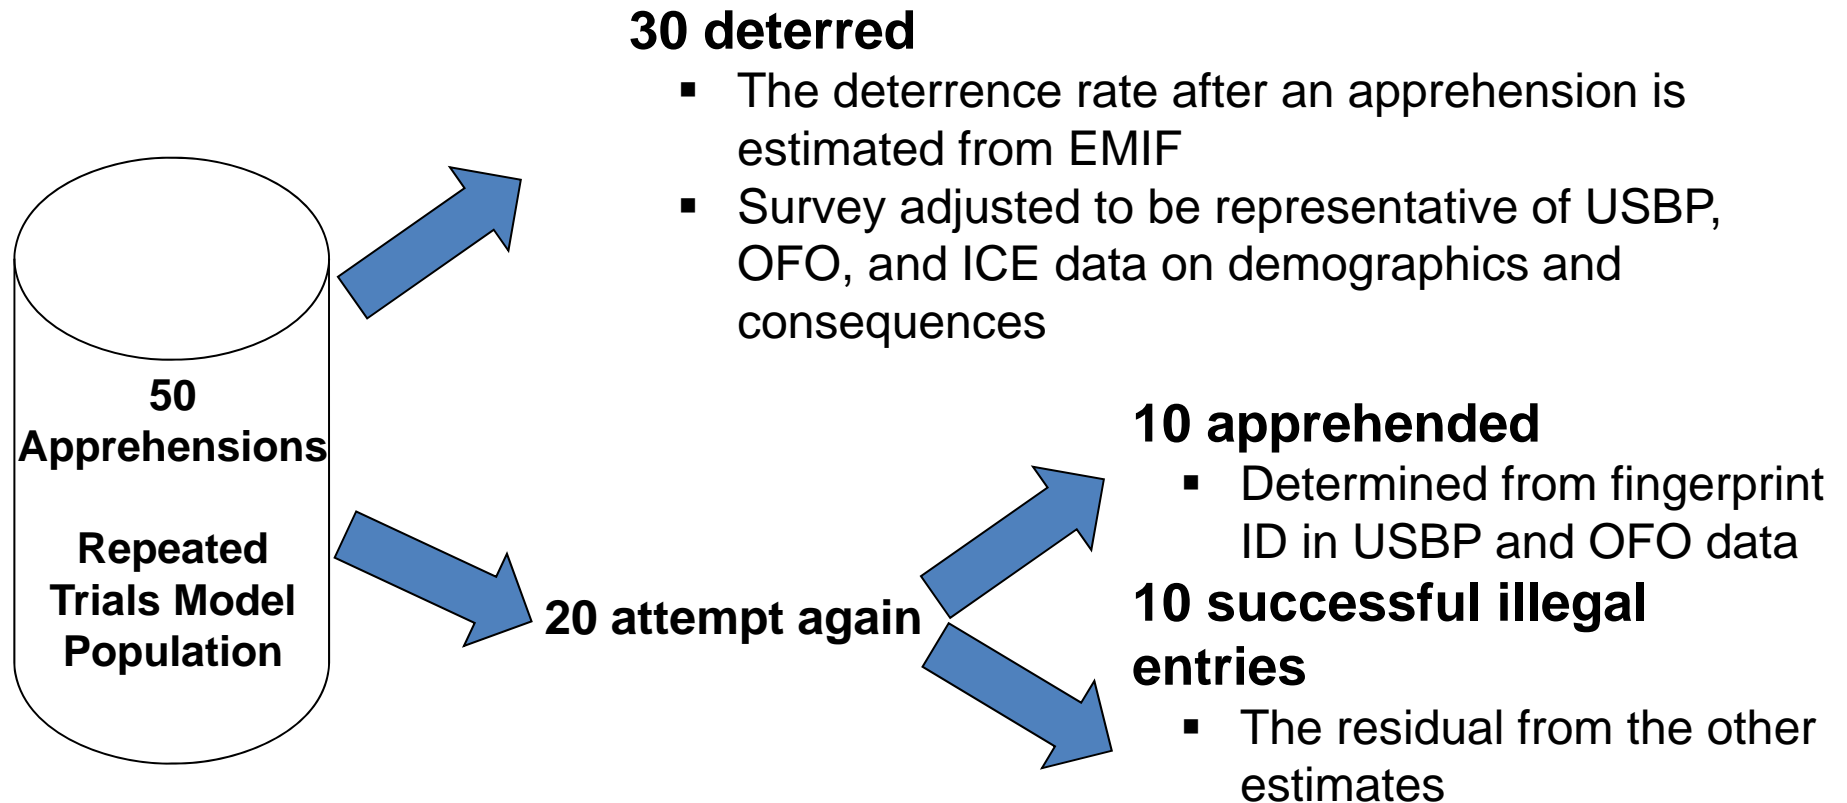 30 deterred
▪ The deterrence rate after an apprehension is
estimated from EMIF
▪ Survey adjusted to be representative of USBP,
OFO, and ICE data on demographics and
consequences
50
Apprehensions
Repeated
Trials Model
Population
20 attempt again
10 apprehended
▪ Determined from fingerprint
ID in USBP and OFO data
10 successful illegal
entries
▪ The residual from the other
estimates